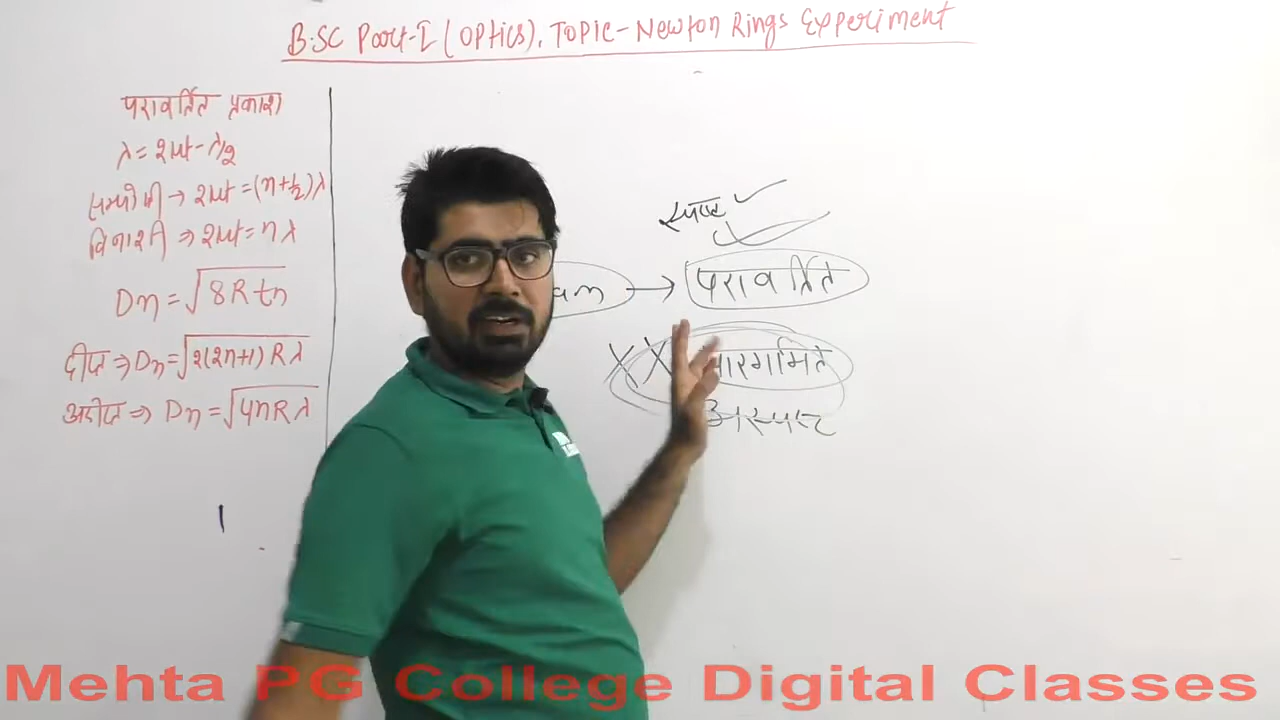 B.SC Part-I (Optics). Topic-Newton Rings Experiment
परावर्तित प्रकाश
λ = 2μt - λ/2
2μt = (n+½)λ
विनाशी ⇒ 2μt = nλ
Dn = √8Rtn
दीप्त ⇒ Dn = √2(2n+1)Rλ
अदीप्त ⇒ Dn = √4nRλ
स्पष्ट ✓
→ परावर्तित
XX पारगमित
अस्पष्ट
Mehta PG College Digital Classes